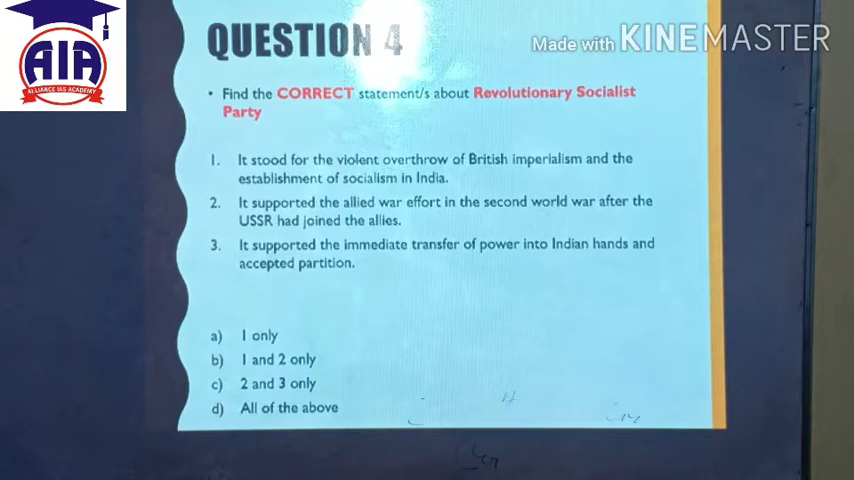 AIA
ALLIANCE IAS ACADEMY
Made with KINEMASTER
QUESTION 4
• Find the CORRECT statement/s about Revolutionary Socialist
Party
1. It stood for the violent overthrow of British imperialism and the
establishment of socialism in India.
2. It supported the allied war effort in the second world war after the
USSR had joined the allies.
3. It supported the immediate transfer of power into Indian hands and
accepted partition.
a) 1 only
b) 1 and 2 only
c) 2 and 3 only
d) All of the above